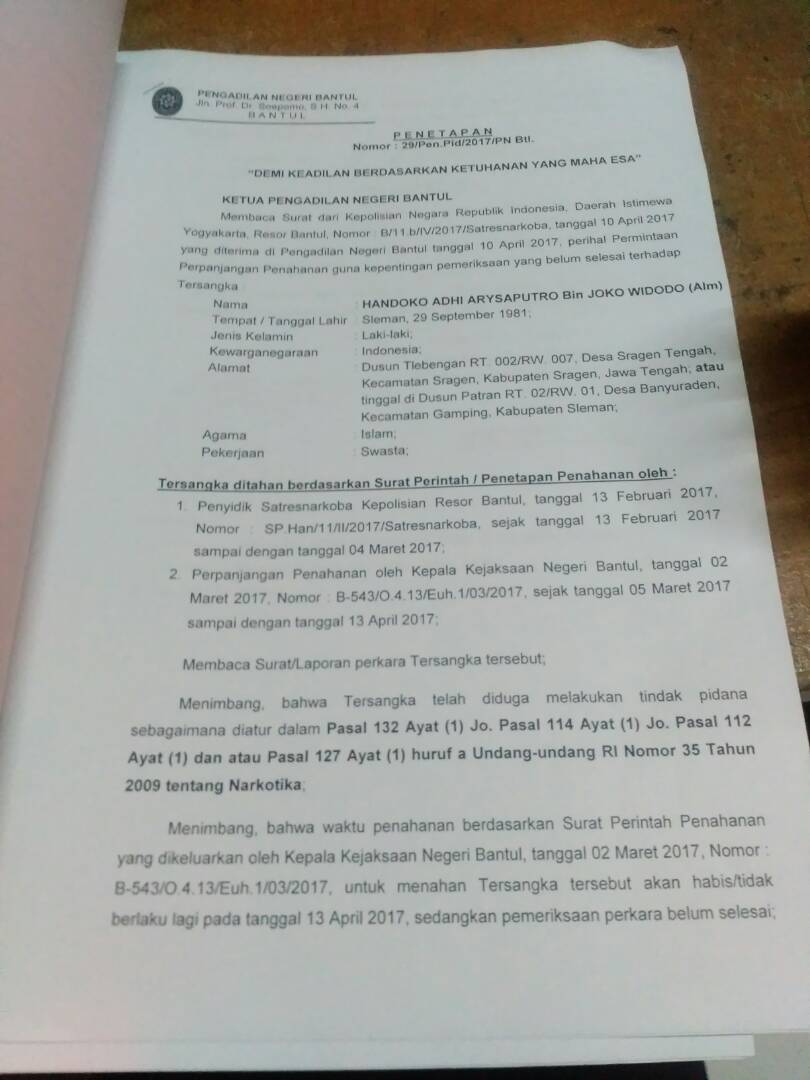 PENGADILAN NEGERI BANTUL
Jln. Prof. Dr. Soepomo, S.H. No. 4
BANTUL
PENETAPAN
Nomor : 29/Pen.Pid/2017/PN Btl.
"DEMI KEADILAN BERDASARKAN KETUHANAN YANG MAHA ESA"
KETUA PENGADILAN NEGERI BANTUL
Membaca Surat dari Kepolisian Negara Republik Indonesia, Daerah Istimewa
Yogyakarta, Resor Bantul, Nomor : B/11.b/IV/2017/Satresnarkoba, tanggal 10 April 2017
yang diterima di Pengadilan Negeri Bantul tanggal 10 April 2017, perihal Permintaan
Perpanjangan Penahanan guna kepentingan pemeriksaan yang belum selesai terhadap
Tersangka
Nama : HANDOKO ADHI ARYSAPUTRO Bin JOKO WIDODO (Alm)
Tempat / Tanggal Lahir : Sleman, 29 September 1981;
Jenis Kelamin : Laki-laki;
Kewarganegaraan : Indonesia;
Alamat : Dusun Tlebengan RT. 002/RW. 007, Desa Sragen Tengah,
Kecamatan Sragen, Kabupaten Sragen, Jawa Tengah; atau
tinggal di Dusun Patran RT. 02/RW. 01, Desa Banyuraden,
Kecamatan Gamping, Kabupaten Sleman;
Agama : Islam;
Pekerjaan : Swasta;
Tersangka ditahan berdasarkan Surat Perintah / Penetapan Penahanan oleh :
1. Penyidik Satresnarkoba Kepolisian Resor Bantul, tanggal 13 Februari 2017,
Nomor : SP.Han/11/II/2017/Satresnarkoba, sejak tanggal 13 Februari 2017
sampai dengan tanggal 04 Maret 2017;
2. Perpanjangan Penahanan oleh Kepala Kejaksaan Negeri Bantul, tanggal 02
Maret 2017, Nomor : B-543/O.4.13/Euh.1/03/2017, sejak tanggal 05 Maret 2017
sampai dengan tanggal 13 April 2017;
Membaca Surat/Laporan perkara Tersangka tersebut;
Menimbang, bahwa Tersangka telah diduga melakukan tindak pidana
sebagaimana diatur dalam Pasal 132 Ayat (1) Jo. Pasal 114 Ayat (1) Jo. Pasal 112
Ayat (1) dan atau Pasal 127 Ayat (1) huruf a Undang-undang RI Nomor 35 Tahun
2009 tentang Narkotika;
Menimbang, bahwa waktu penahanan berdasarkan Surat Perintah Penahanan
yang dikeluarkan oleh Kepala Kejaksaan Negeri Bantul, tanggal 02 Maret 2017, Nomor :
B-543/O.4.13/Euh.1/03/2017, untuk menahan Tersangka tersebut akan habis/tidak
berlaku lagi pada tanggal 13 April 2017, sedangkan pemeriksaan perkara belum selesai;